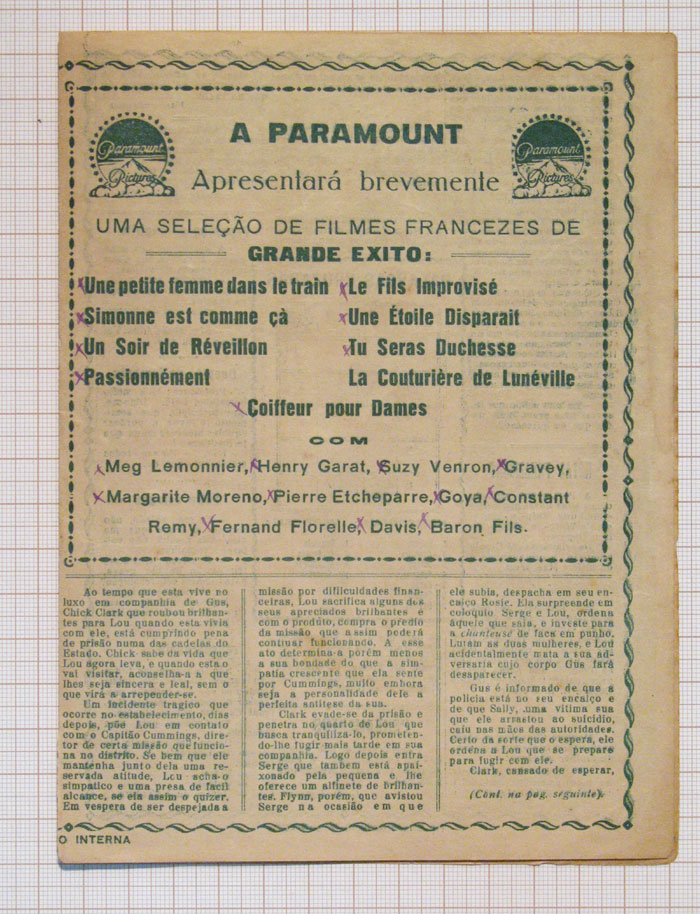 A PARAMOUNT
Paramount
Pictures
Paramount
Pictures
Apresentará brevemente
UMA SELEÇÃO DE FILMES FRANCEZES DE
GRANDE EXITO:
Une petite femme dans le train
Le Fils Improvisé
Simonne est comme çà
Une Étoile Disparait
Un Soir de Réveillon
Tu Seras Duchesse
Passionnément
La Couturière de Lunéville
Coiffeur pour Dames
COM
Meg Lemonnier, Henry Garat, Suzy Venron, Gravey,
Margarite Moreno, Pierre Etcheparre, Goya, Constant
Remy, Fernand Florelle, Davis, Baron Fils.
Ao tempo que esta vive no
luxo em companhia de Gus,
Chick Clark que roubou brilhan-
tes para Lou quando esta vivia
com ele, está cumprindo pena
de prisão numa das cadeias do
Estado. Chick sabe da vida que
Lou agora leva, e quando esta o
vai visitar, aconselha-a a que
lhes seja sincera e leal, sem o
que virá a arrepender-se.
Um incidente tragico que
ocorre no estabelecimento, dias
depois, põe Lou em contato
com o Capitão Cummings, dire-
tor de certa missão que funcio-
na no distrito. Se bem que ele
mantenha junto dela uma re-
servada atitude, Lou acha-o
simpatico e uma presa de facil
alcance, se ela assim o quizer.
Em vespera de ser despejada a
missão por dificuldades finan-
ceiras, Lou sacrifica alguns dos
seus apreciados brilhantes e
com o produto, compra o predio
da missão que assim poderá
continuar funcionando. A esse
ato determina-a porém menos
a sua bondade do que a sim-
patia crescente que ela sente
por Cummings, muito embora
seja a personalidade dele a
perfeita antitese da sua.
Clark evade-se da prisão e
penetra no quarto de Lou que
busca tranquiliza-lo, prometen-
do-lhe fugir mais tarde em sua
companhia. Logo depois entra
Serge que tambem está apai-
xonado pela pequena e lhe
oferece um alfinete de brilhan-
tes. Flynn, porém, que avistou
Serge na ocasião em que
ele subia, despacha em seu en-
calço Rosie. Ela surpreende em
coloquio Serge e Lou, ordena
áquele que saia, e investe para
a chanteuse de faca em punho.
Lutam as duas mulheres, e Lou
acidentalmente mata a sua ad-
versaria cujo corpo Gus fará
desaparecer.
Gus é informado de que a
policia está no seu encalço e
de que Sally, uma vitima sua
que ele arrastou ao suicidio,
caiu nas mãos das autoridades.
Certo da sorte que o espera, ele
ordena a Lou que se prepare
para fugir com ele.
Clark, cansado de esperar,
(Cont. na pag. seguinte).
O INTERNA